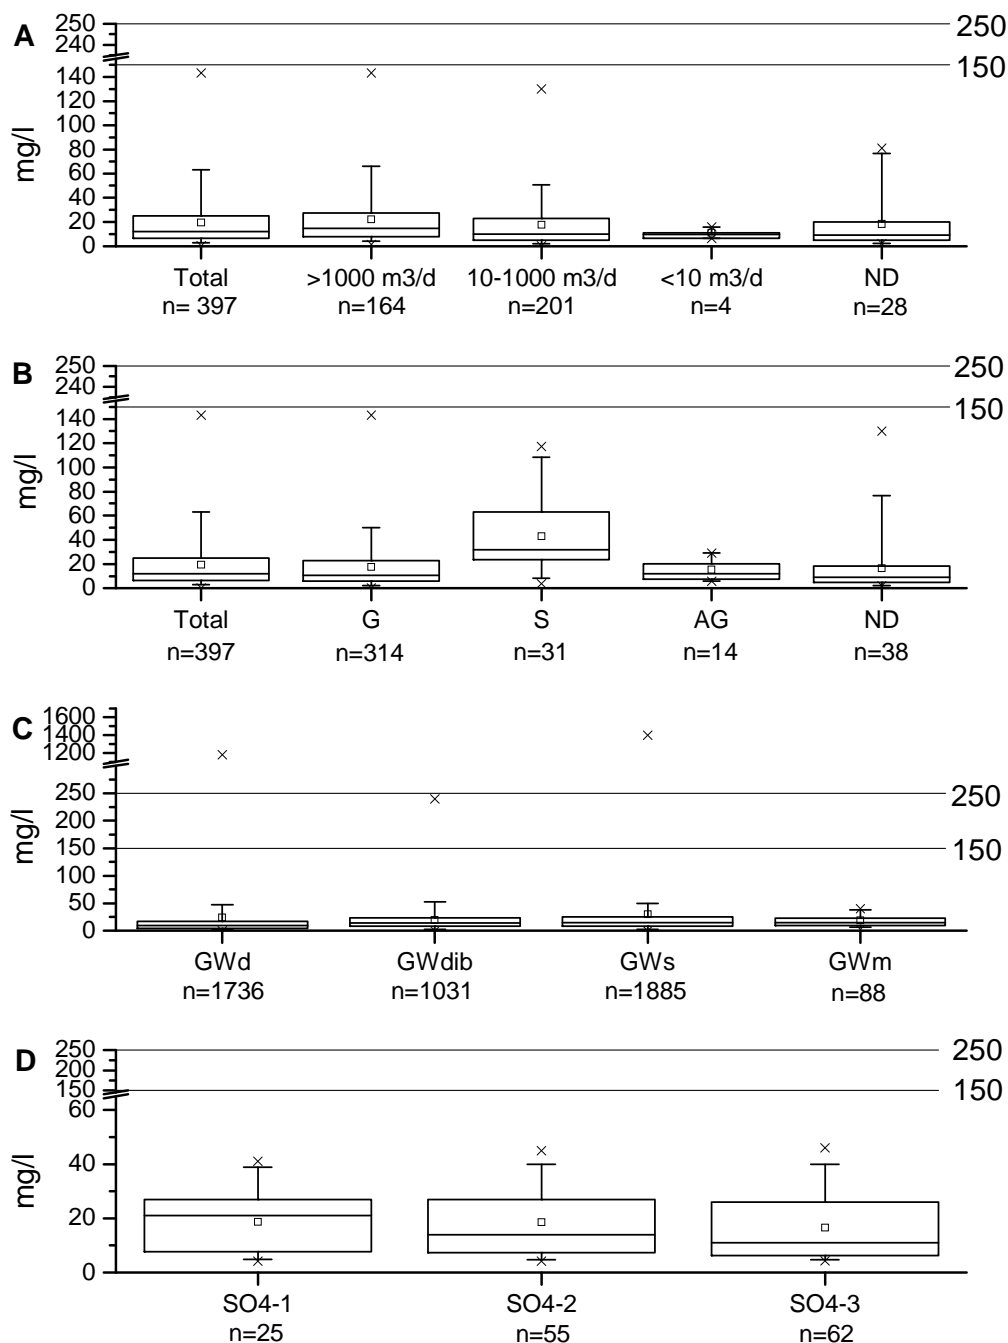 A
250
240
140
120
100
80
60
40
20
0
250
150
mg/l
Total >1000 m3/d 10-1000 m3/d <10 m3/d ND
n= 397 n=164 n=201 n=4 n=28
B
250
240
140
120
100
80
60
40
20
0
250
150
mg/l
Total G S AG ND
n=397 n=314 n=31 n=14 n=38
C
1600
1400
1200
250
200
150
100
50
0
250
150
mg/l
GWd GWdib GWs GWm
n=1736 n=1031 n=1885 n=88
D
250
200
150
60
40
20
0
250
150
mg/l
SO4-1 SO4-2 SO4-3
n=25 n=55 n=62